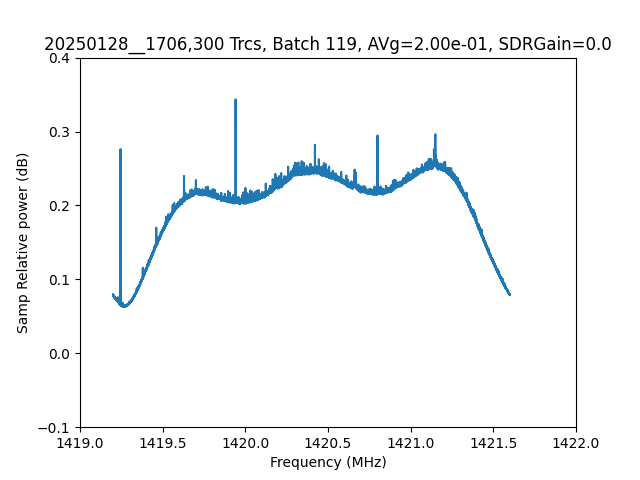 20250128__1706,300 Trcs, Batch 119, AVg=2.00e-01, SDRGain=0.0
0.4
0.3
0.2
0.1
0.0
−0.1
Samp Relative power (dB)
1419.0 1419.5 1420.0 1420.5 1421.0 1421.5 1422.0
Frequency (MHz)